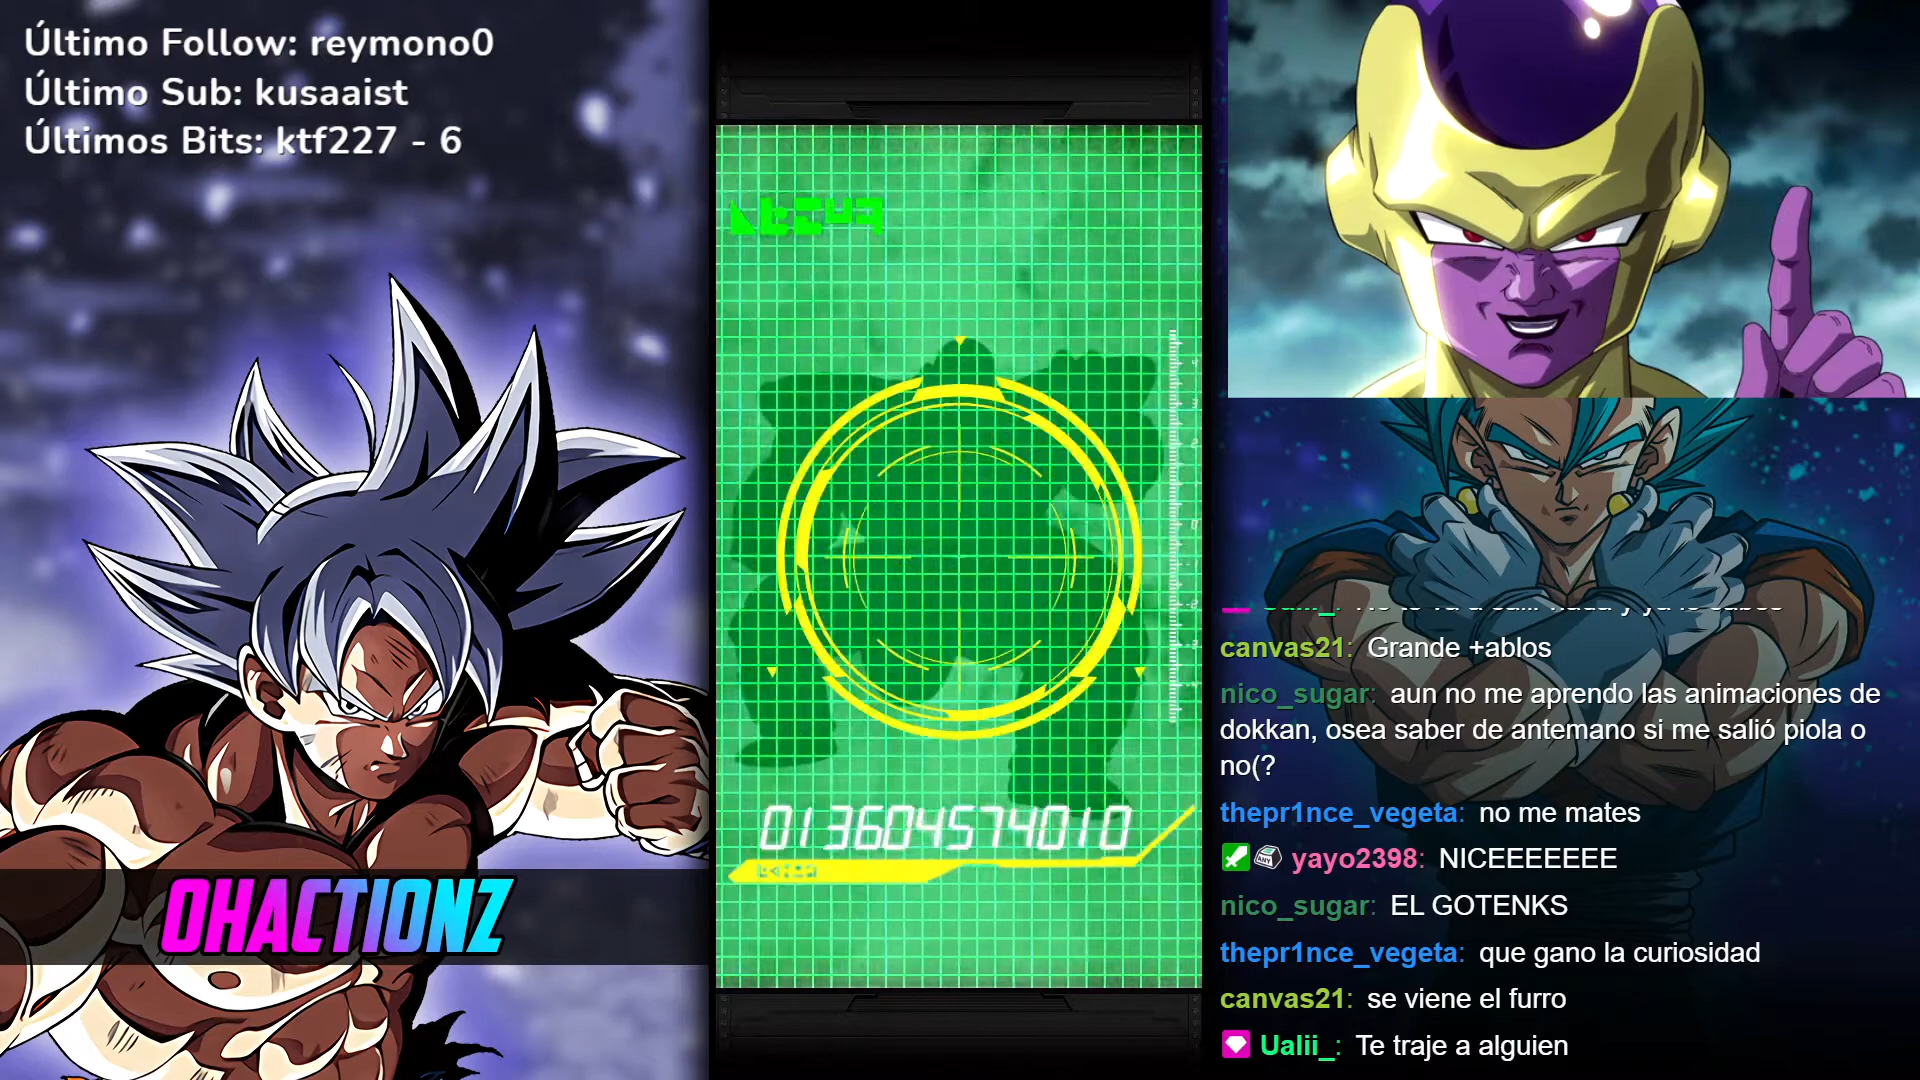 Último Follow: reymono0
Último Sub: kusaaist
Últimos Bits: ktf227 - 6
OHACTIONZ
013604574010
canvas21: Grande +ablos
nico_sugar: aun no me aprendo las animaciones de
dokkan, osea saber de antemano si me salió piola o
no(?
thepr1nce_vegeta: no me mates
ANY yayo2398: NICEEEEEEE
nico_sugar: EL GOTENKS
thepr1nce_vegeta: que gano la curiosidad
canvas21: se viene el furro
Ualii_: Te traje a alguien